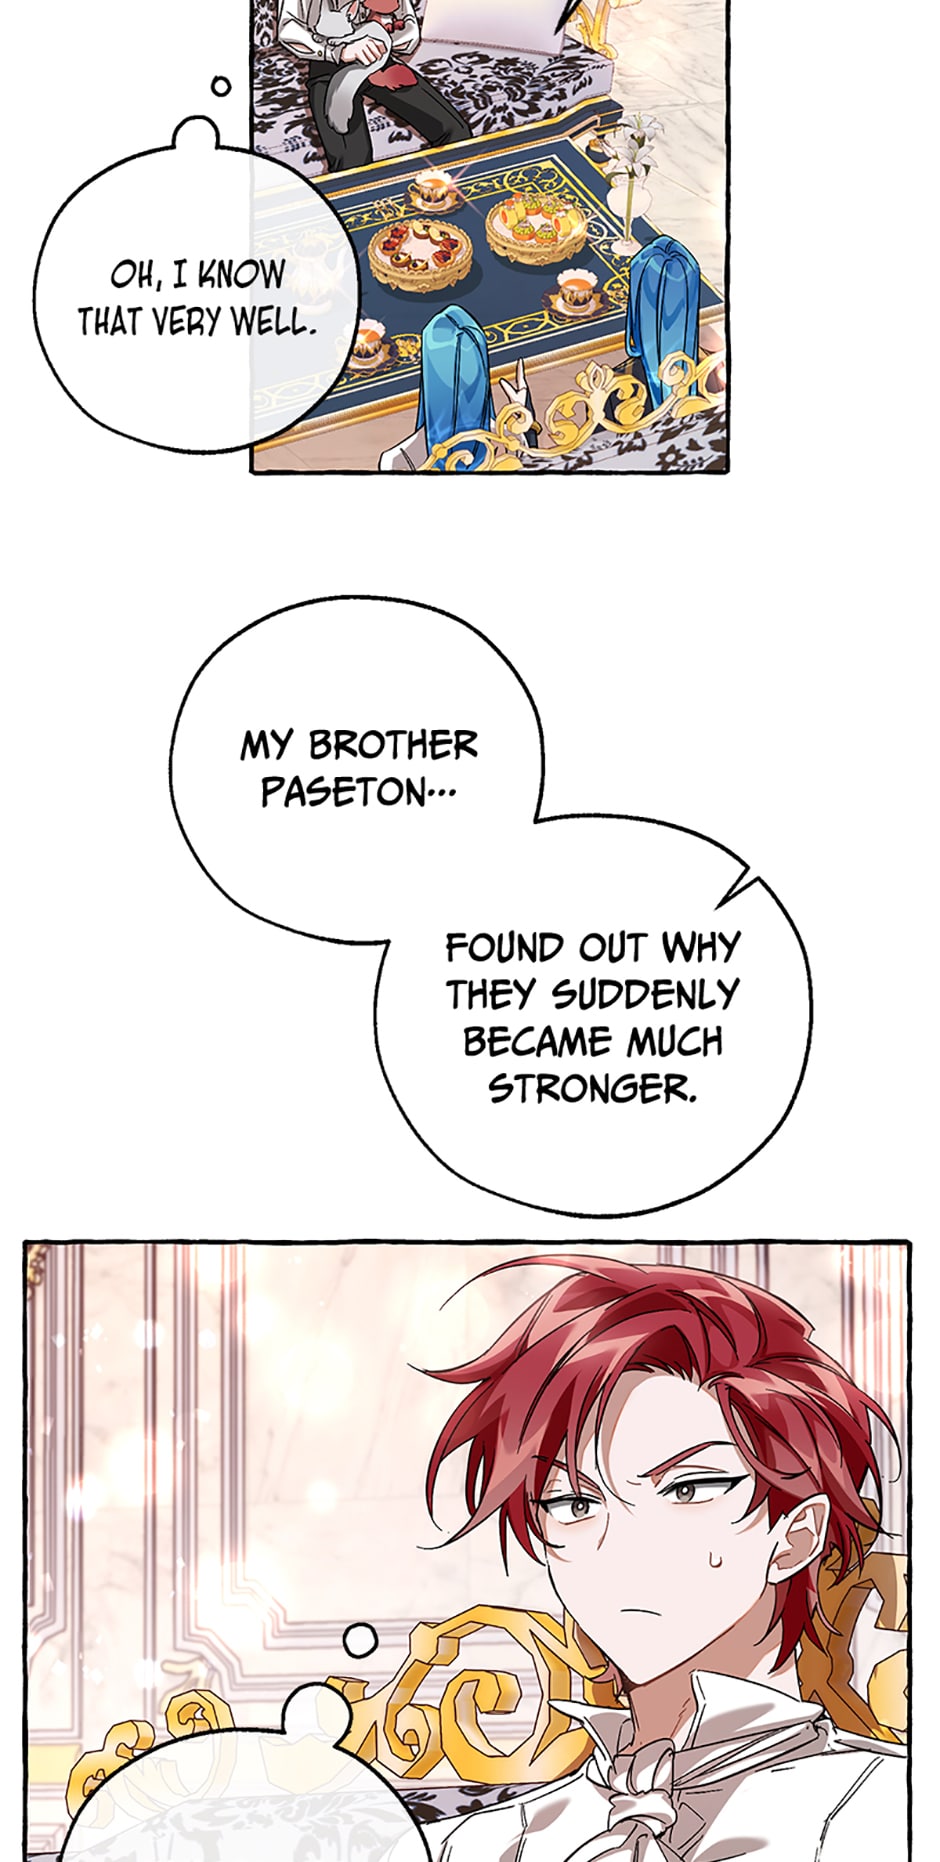 OH, I KNOW
THAT VERY WELL.
MY BROTHER
PASETON...
FOUND OUT WHY
THEY SUDDENLY
BECAME MUCH
STRONGER.